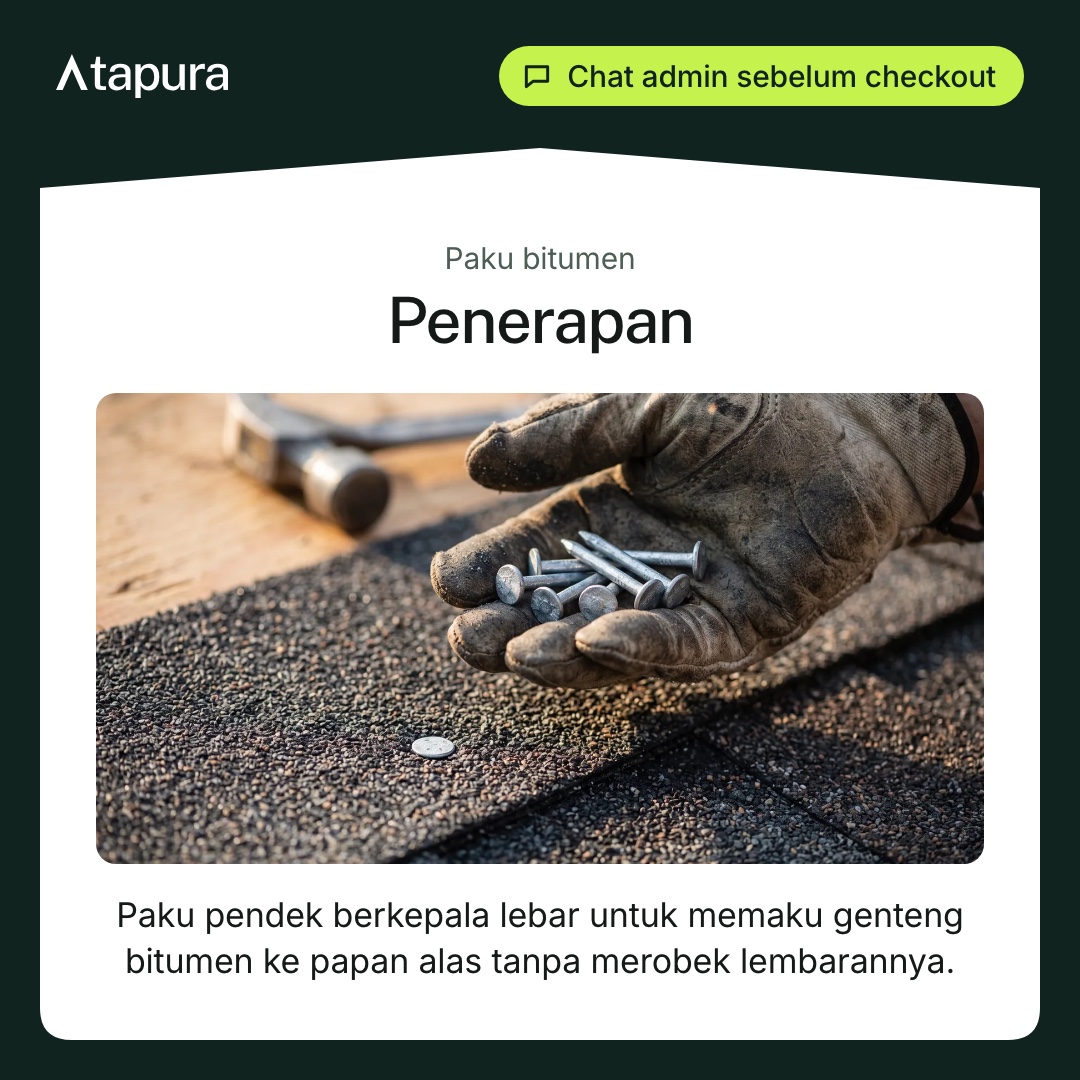 Atapura
Chat admin sebelum checkout
Paku bitumen
Penerapan
Paku pendek berkepala lebar untuk memaku genteng
bitumen ke papan alas tanpa merobek lembarannya.